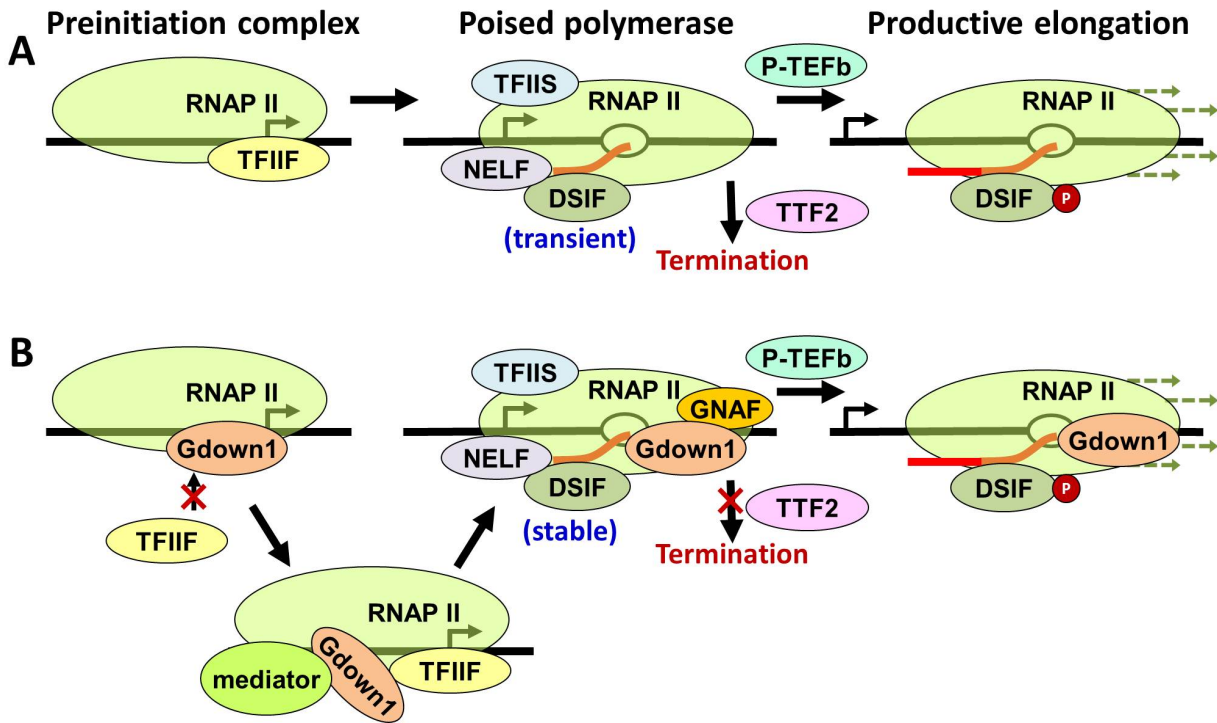 Preinitiation complex
Poised polymerase
Productive elongation
A
RNAP II
TFIIF
TFIIS
RNAP II
NELF
DSIF
(transient)
P-TEFb
TTF2
Termination
RNAP II
DSIF
P
B
RNAP II
Gdown1
TFIIF
RNAP II
mediator
Gdown1
TFIIF
TFIIS
RNAP II
GNAF
NELF
Gdown1
DSIF
(stable)
P-TEFb
TTF2
Termination
RNAP II
Gdown1
DSIF
P